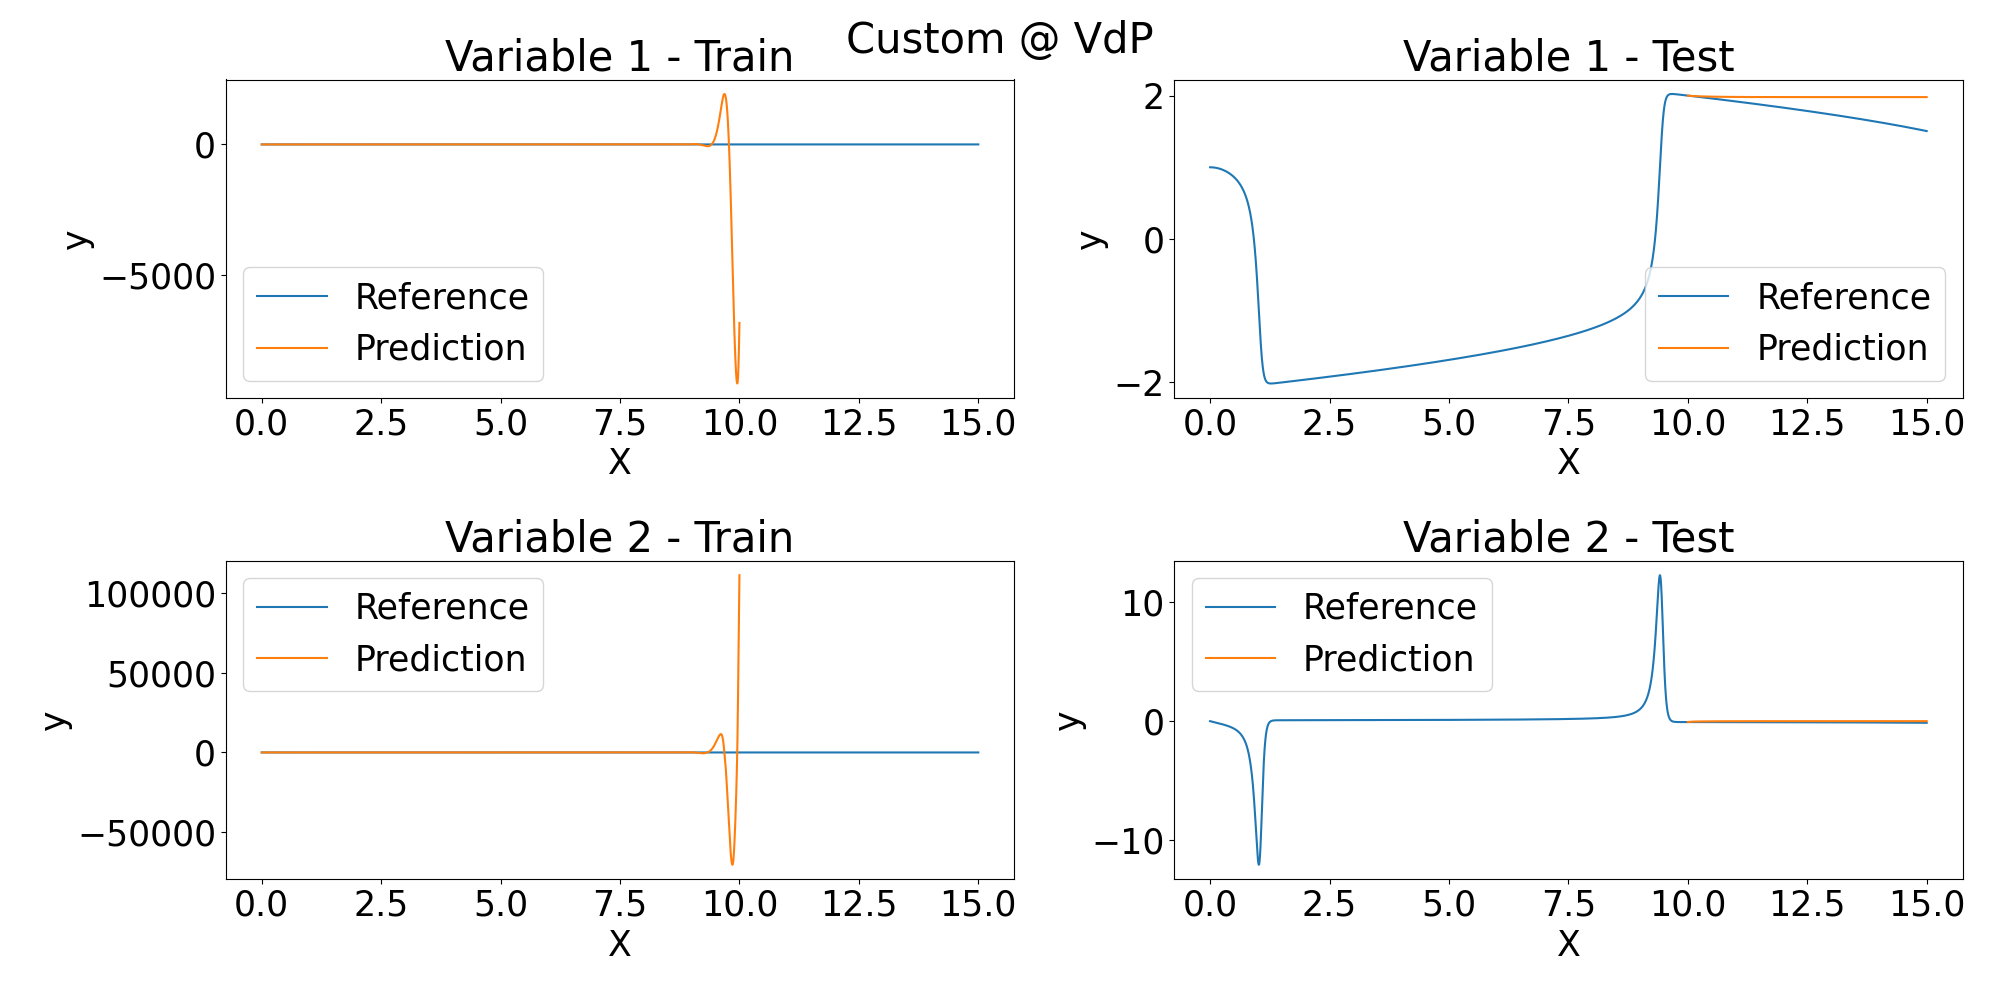 Custom @ VdP
Variable 1 - Train
0
−5000
y
Reference
Prediction
0.0 2.5 5.0 7.5 10.0 12.5 15.0
X
Variable 1 - Test
2
0
−2
y
Reference
Prediction
0.0 2.5 5.0 7.5 10.0 12.5 15.0
X
Variable 2 - Train
100000
50000
0
−50000
y
Reference
Prediction
0.0 2.5 5.0 7.5 10.0 12.5 15.0
X
Variable 2 - Test
10
0
−10
y
Reference
Prediction
0.0 2.5 5.0 7.5 10.0 12.5 15.0
X